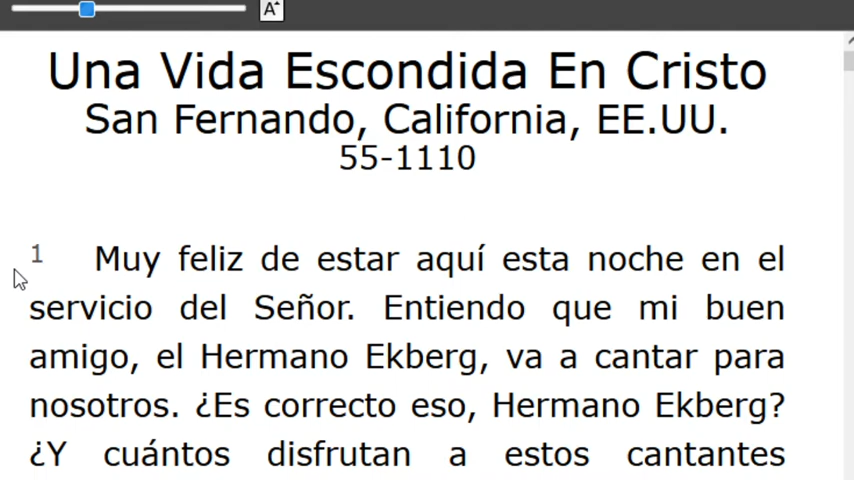 A
Una Vida Escondida En Cristo
San Fernando, California, EE.UU.
55-1110
1 Muy feliz de estar aquí esta noche en el
servicio del Señor. Entiendo que mi buen
amigo, el Hermano Ekberg, va a cantar para
nosotros. ¿Es correcto eso, Hermano Ekberg?
¿Y cuántos disfrutan a estos cantantes